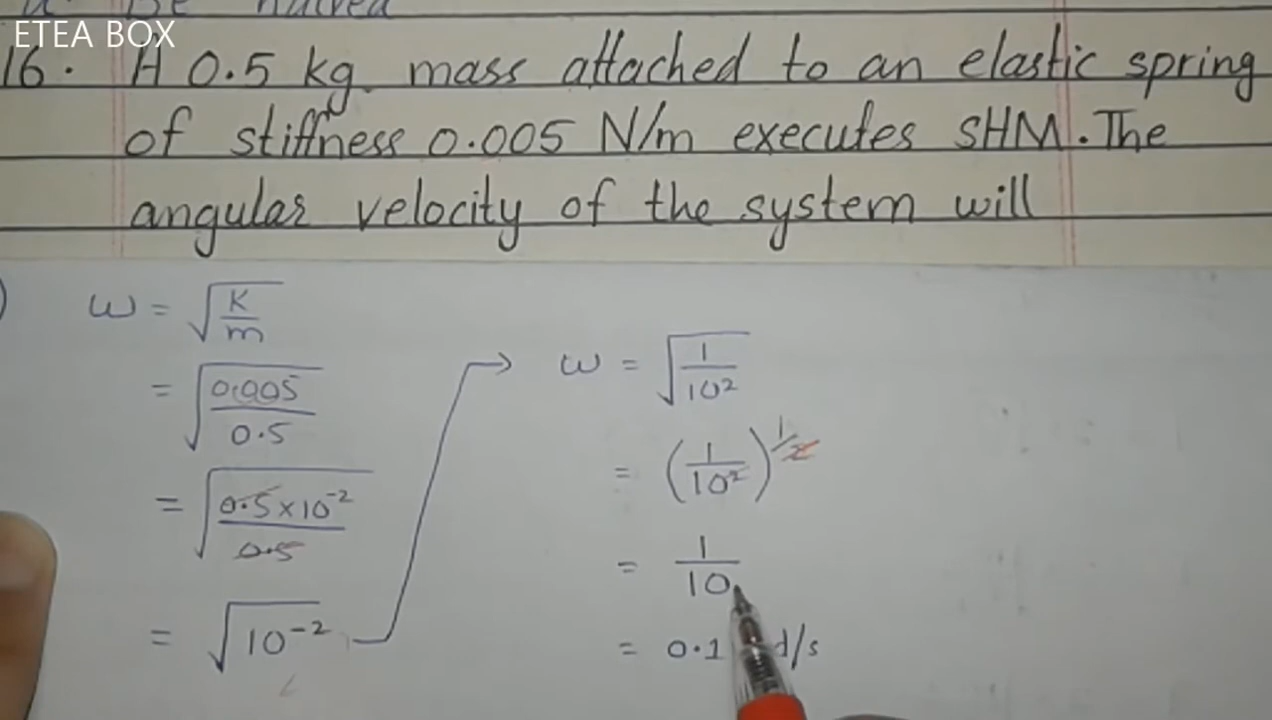 ETEA BOX
16. A 0.5 kg mass attached to an elastic spring
of stiffness 0.005 N/m executes SHM. The
angular velocity of the system will
ω = √(K/m)
= √(0.005/0.5)
= √(0.5×10⁻²/0.5)
= √10⁻²
ω = √(1/10²)
= (1/10²)^1/2
= 1/10
= 0.1